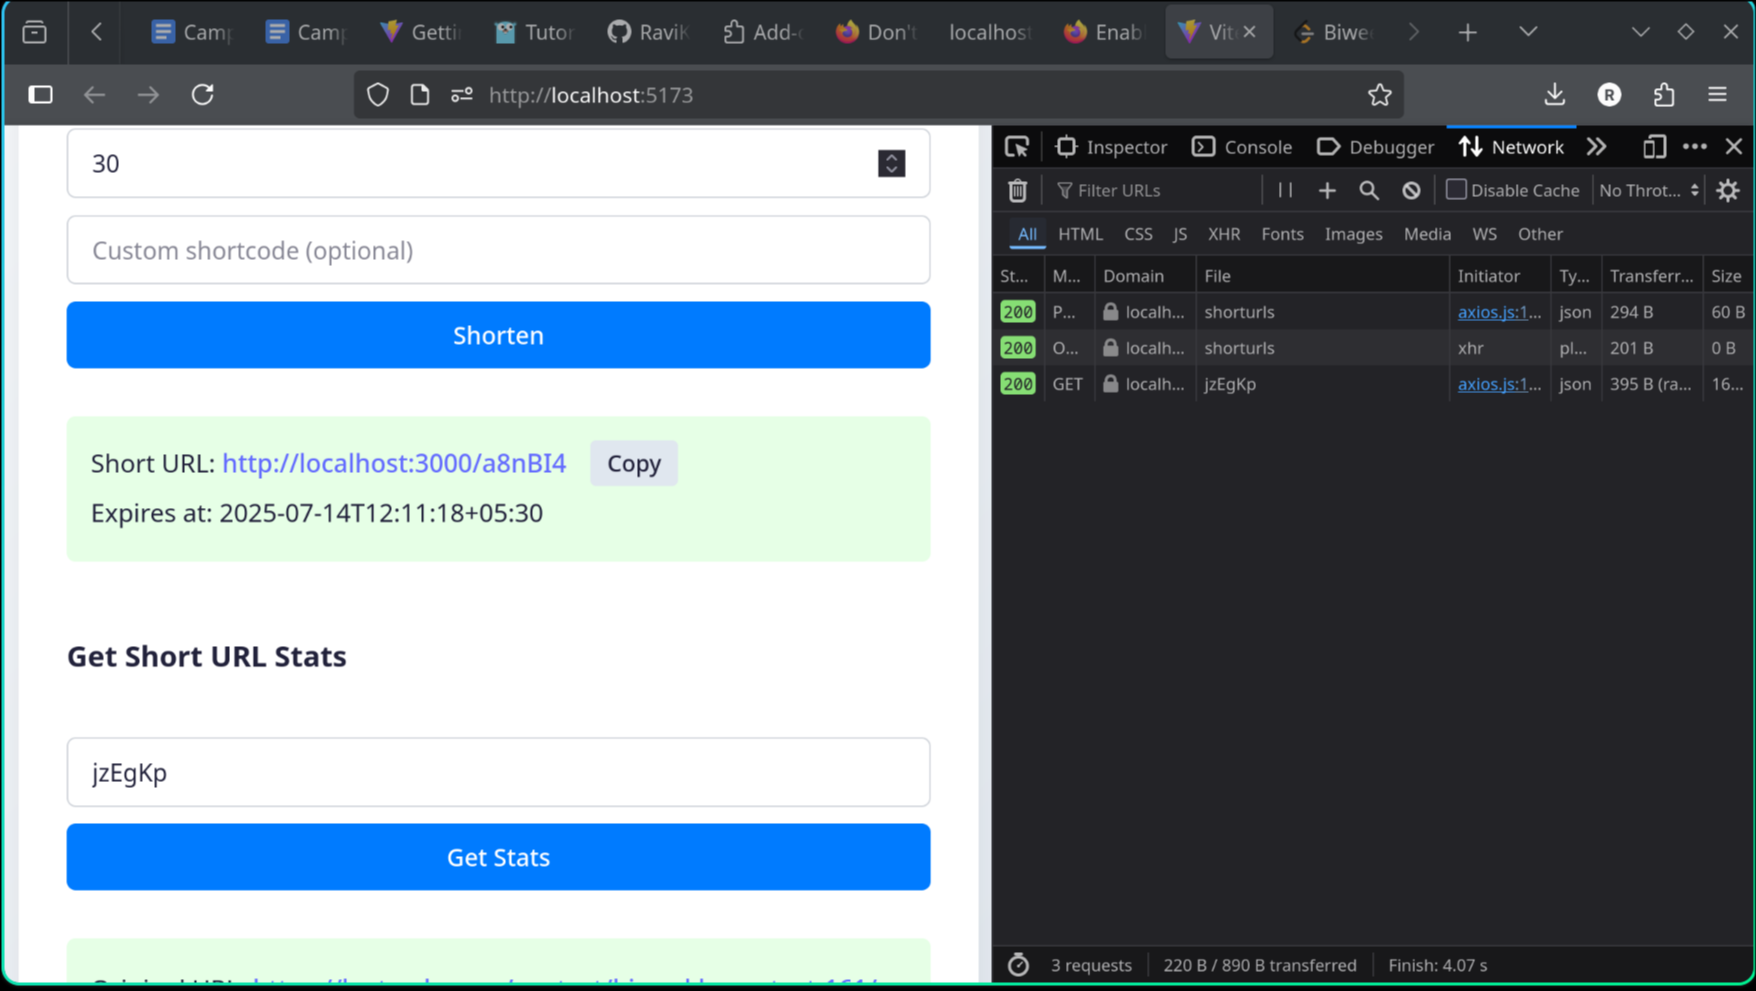 Camp Camp Getti Tutor RaviK Add- Don't localhost Enab Vite Biwee
http://localhost:5173
R
30
Custom shortcode (optional)
Shorten
Short URL: http://localhost:3000/a8nBI4 Copy
Expires at: 2025-07-14T12:11:18+05:30
Get Short URL Stats
jzEgKp
Get Stats
Inspector Console Debugger Network
Filter URLs Disable Cache No Throt...
All HTML CSS JS XHR Fonts Images Media WS Other
St... M... Domain File Initiator Ty... Transferr... Size
200 P... localh... shorturls axios.js:1... json 294 B 60 B
200 O... localh... shorturls xhr pl... 201 B 0 B
200 GET localh... jzEgKp axios.js:1... json 395 B (ra... 16...
3 requests 220 B / 890 B transferred Finish: 4.07 s